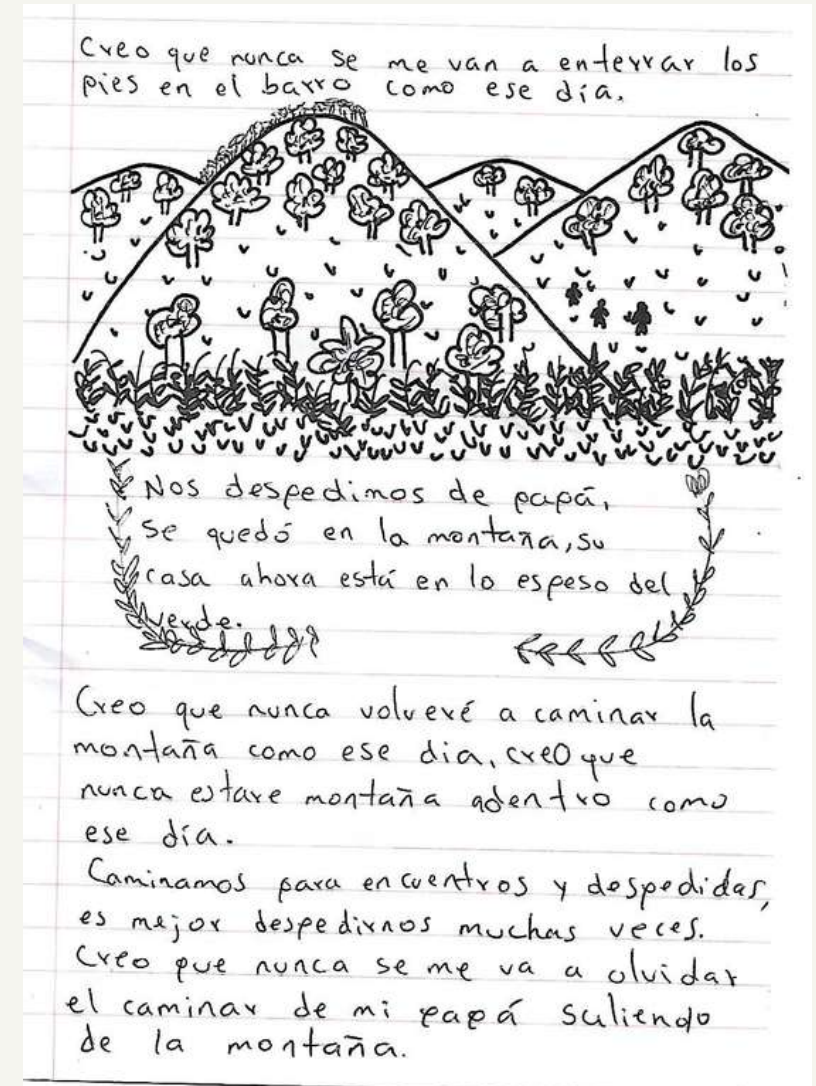 Creo que nunca se me van a enterrar los
pies en el barro como ese día.
Nos despedimos de papá,
se quedó en la montaña, su
casa ahora está en lo espeso del
verde.
Creo que nunca volveré a caminar la
montaña como ese dia, creo que
nunca estare montaña adentro como
ese día.
Caminamos para encuentros y despedidas,
es mejor despedirnos muchas veces.
Creo que nunca se me va a olvidar
el caminar de mi papá saliendo
de la montaña.